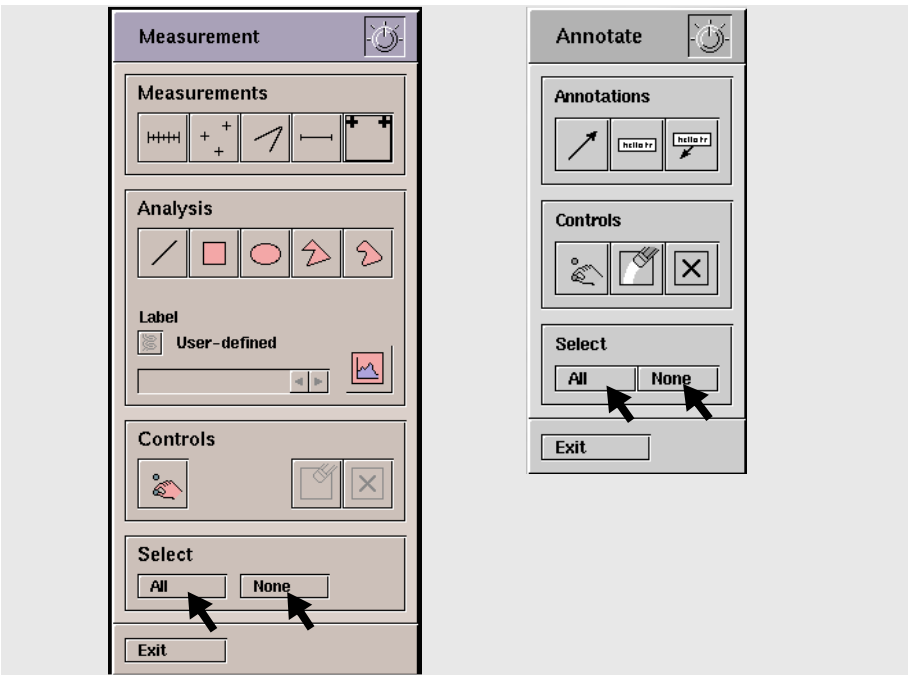 Measurement
Measurements
Analysis
Label
User-defined
Controls
Select
All None
Exit
Annotate
Annotations
hello tr hello tr
Controls
Select
All None
Exit